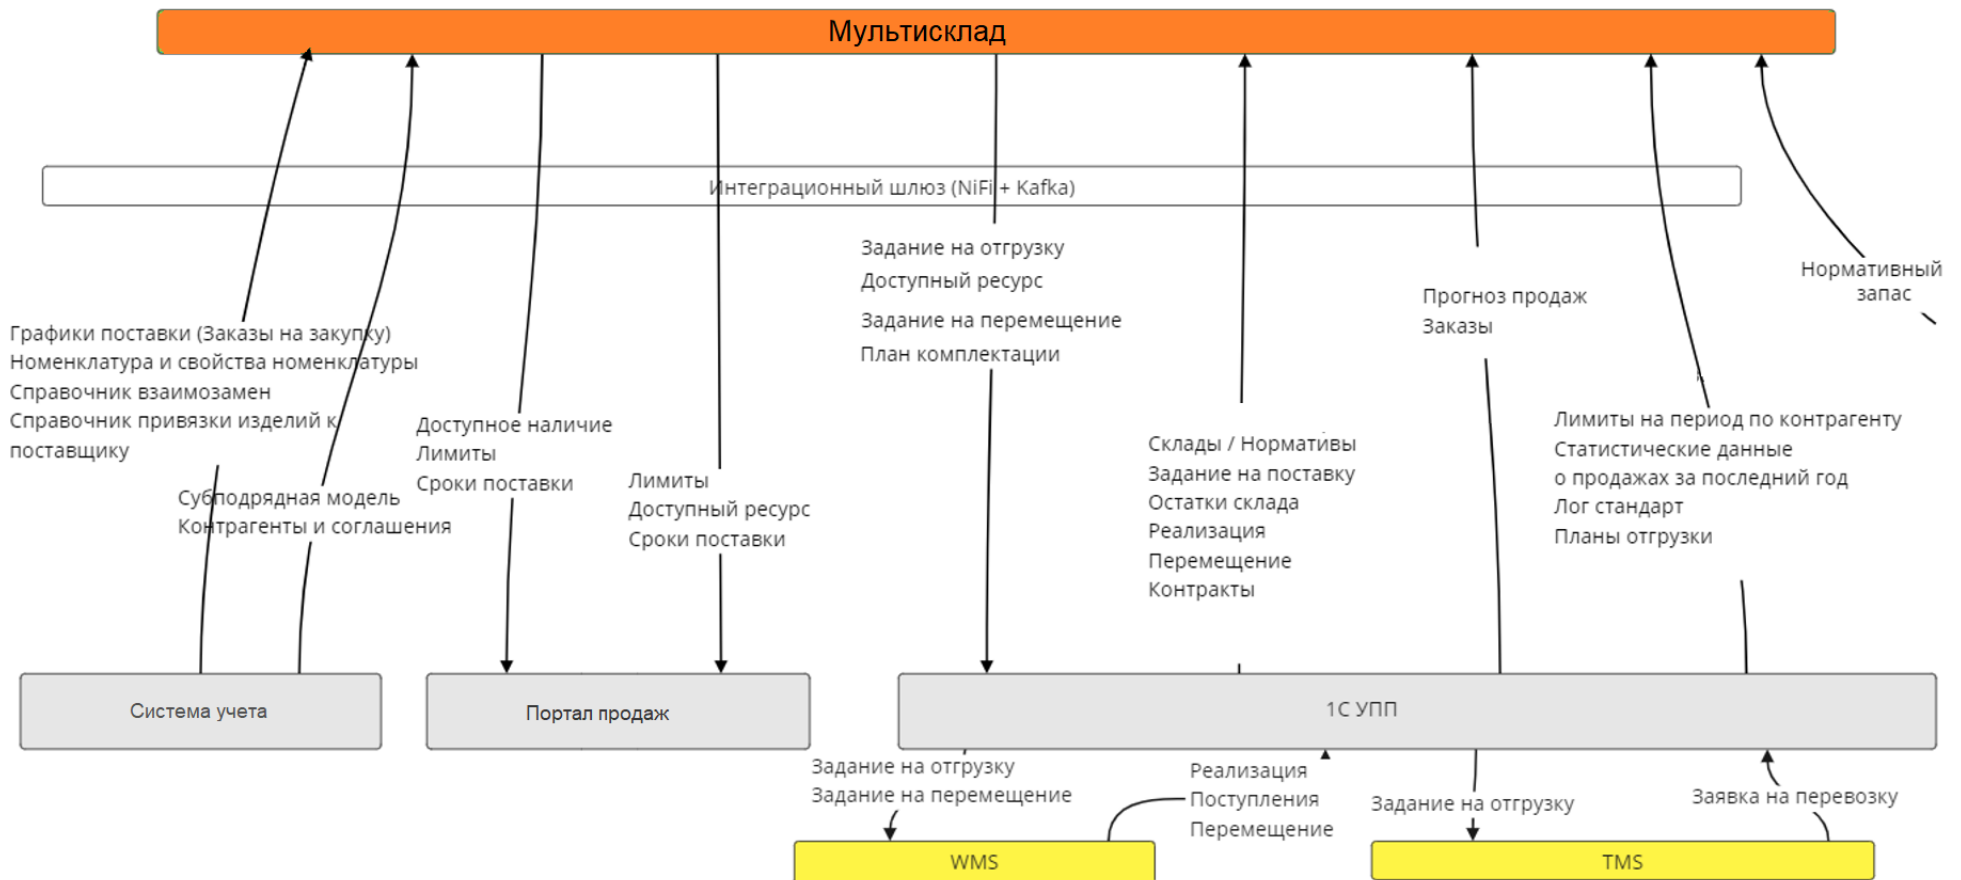 Мультисклад
Интеграционный шлюз (NiFi + Kafka)
Графики поставки (Заказы на закупку)
Номенклатура и свойства номенклатуры
Справочник взаимозамен
Справочник привязки изделий к
поставщику
Субподрядная модель
Контрагенты и соглашения
Доступное наличие
Лимиты
Сроки поставки
Лимиты
Доступный ресурс
Сроки поставки
Задание на отгрузку
Доступный ресурс
Задание на перемещение
План комплектации
Склады / Нормативы
Задание на поставку
Остатки склада
Реализация
Перемещение
Контракты
Прогноз продаж
Заказы
Лимиты на период по контрагенту
Статистические данные
о продажах за последний год
Лог стандарт
Планы отгрузки
Нормативный
запас
Система учета
Портал продаж
1С УПП
Задание на отгрузку
Задание на перемещение
Реализация
Поступления
Перемещение
Задание на отгрузку
Заявка на перевозку
WMS
TMS